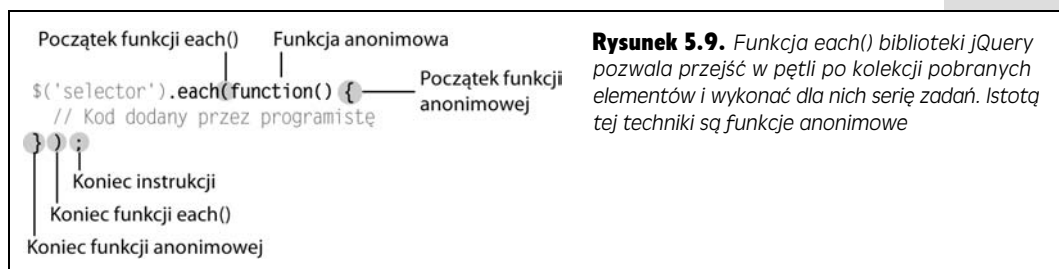 Początek funkcji each()
Funkcja anonimowa
$('selector').each(function() {
Początek funkcji
anonimowej
// Kod dodany przez programistę
} ) ;
Koniec instrukcji
Koniec funkcji each()
Koniec funkcji anonimowej
Rysunek 5.9. Funkcja each() biblioteki jQuery
pozwala przejść w pętli po kolekcji pobranych
elementów i wykonać dla nich serię zadań. Istotą
tej techniki są funkcje anonimowe